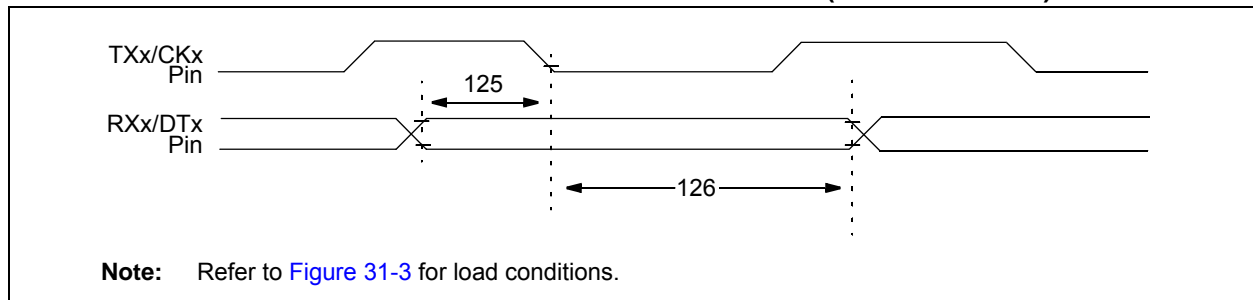 TXx/CKx
Pin
125
RXx/DTx
Pin
126
Note: Refer to Figure 31-3 for load conditions.